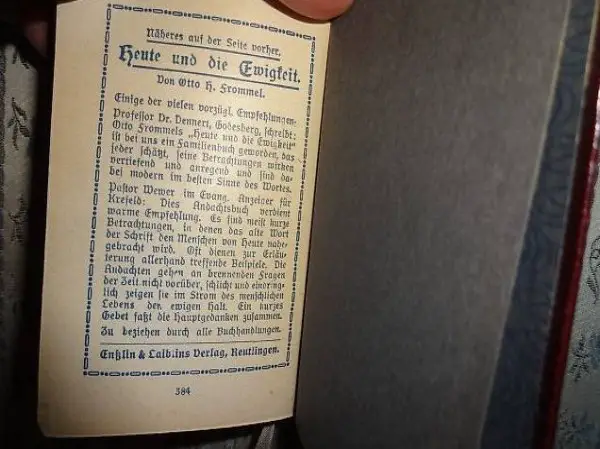 Näheres auf der Seite vorher.
Heute und die Ewigkeit.
Von Otto H. Frommel.
Einige der vielen vorzügl. Empfehlungen.
Professor Dr. Dennert, Godesberg, schreibt:
Otto Frommels „Heute und die Ewigkeit"
ist bei uns ein Familienbuch geworden, das
jeder schätzt, seine Betrachtungen wirken
vertiefend und anregend und sind da-
bei modern im besten Sinne des Wortes.
Pastor Wewer im Evang. Anzeiger für
Krefeld: Dies Andachtsbuch verdient
warme Empfehlung. Es sind meist kurze
Betrachtungen, in denen das alte Wort
der Schrift den Menschen von Heute nahe-
gebracht wird. Oft dienen zur Erläu-
terung allerhand treffende Beispiele. Die
Andachten gehen an brennenden Fragen
der Zeit nicht vorüber, schlicht und eindring-
lich zeigen sie im Strom des menschlichen
Lebens den ewigen Halt. Ein kurzes
Gebet faßt die Hauptgedanken zusammen.
Zu beziehen durch alle Buchhandlungen.
Enßlin & Laiblins Verlag, Reutlingen.
384